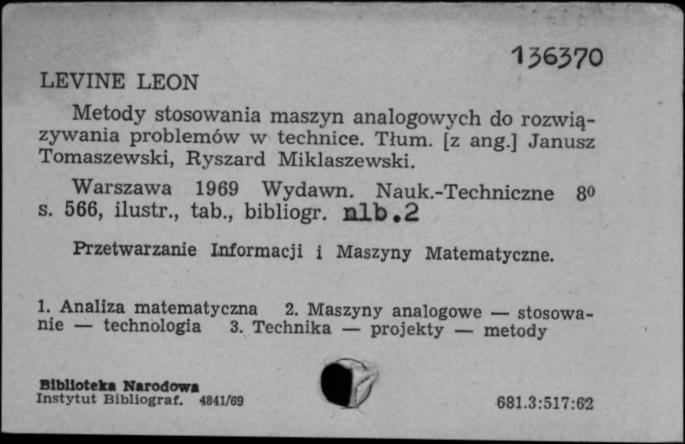 136370
LEVINE LEON
Metody stosowania maszyn analogowych do rozwią-
zywania problemów w technice. Tłum. [z ang.] Janusz
Tomaszewski, Ryszard Miklaszewski.
Warszawa 1969 Wydawn. Nauk.-Techniczne 8⁰
s. 566, ilustr., tab., bibliogr. nlb.2
Przetwarzanie Informacji i Maszyny Matematyczne.
1. Analiza matematyczna 2. Maszyny analogowe — stosowa-
nie — technologia 3. Technika — projekty — metody
Biblioteka Narodowa
Instytut Bibliograf. 4841/69
681.3:517:62